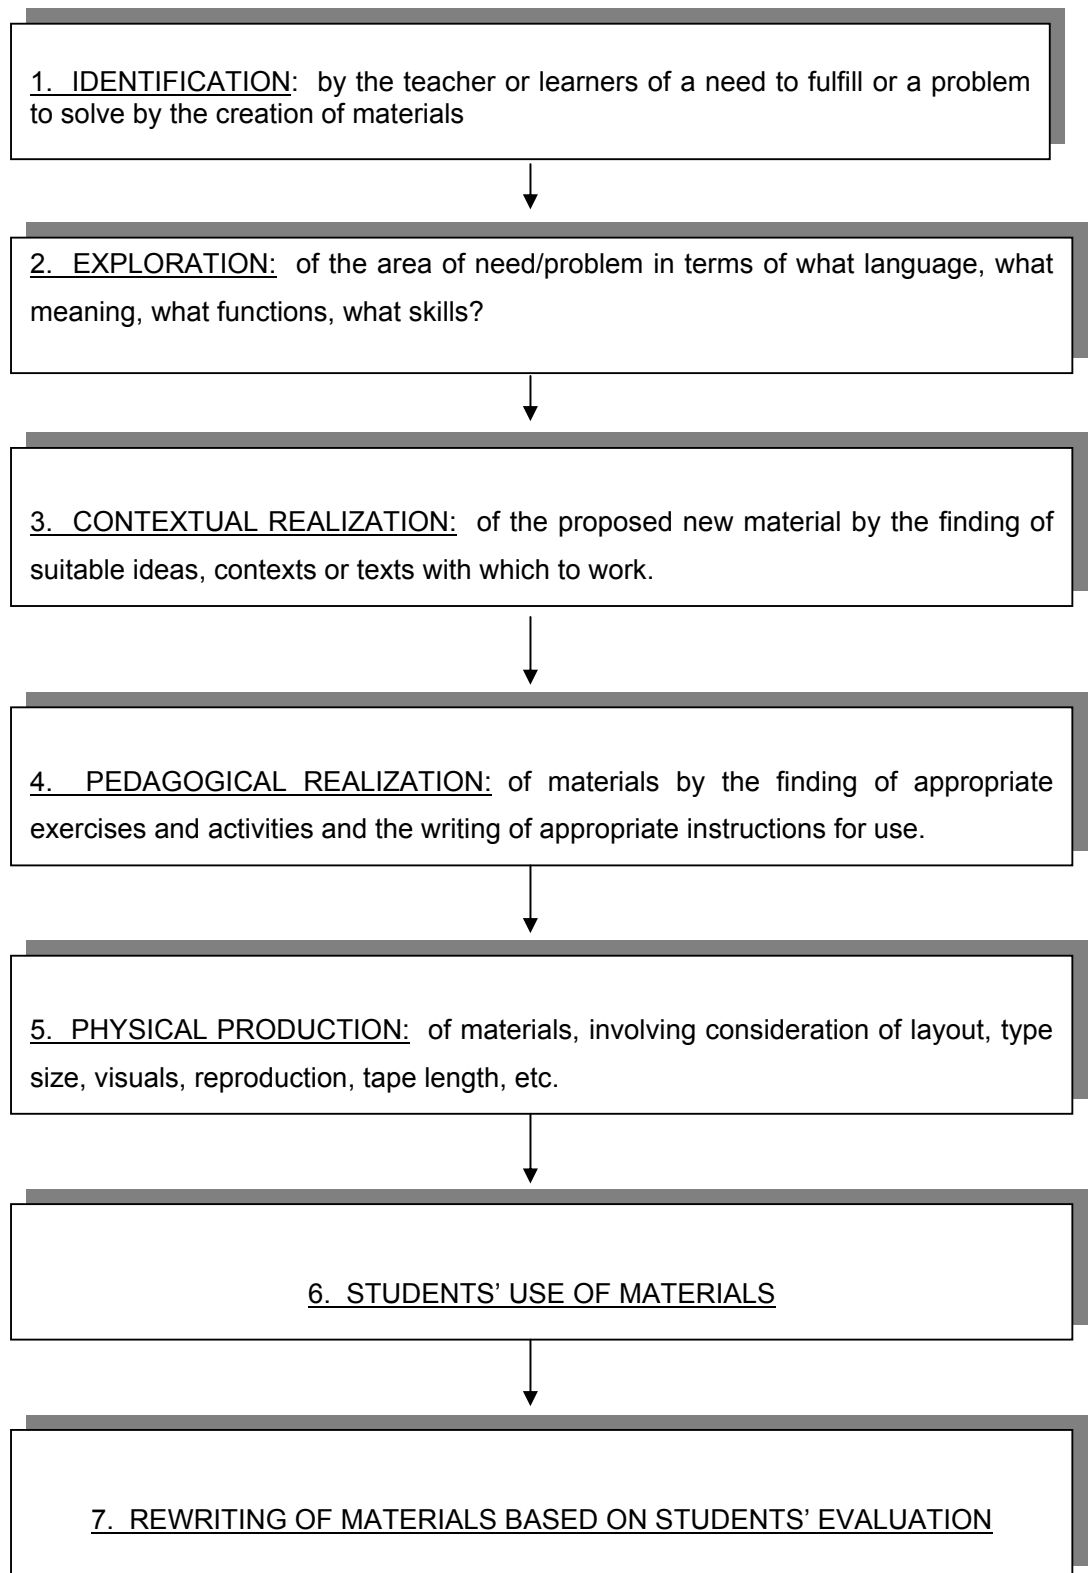 1. IDENTIFICATION: by the teacher or learners of a need to fulfill or a problem
to solve by the creation of materials
2. EXPLORATION: of the area of need/problem in terms of what language, what
meaning, what functions, what skills?
3. CONTEXTUAL REALIZATION: of the proposed new material by the finding of
suitable ideas, contexts or texts with which to work.
4. PEDAGOGICAL REALIZATION: of materials by the finding of appropriate
exercises and activities and the writing of appropriate instructions for use.
5. PHYSICAL PRODUCTION: of materials, involving consideration of layout, type
size, visuals, reproduction, tape length, etc.
6. STUDENTS’ USE OF MATERIALS
7. REWRITING OF MATERIALS BASED ON STUDENTS’ EVALUATION